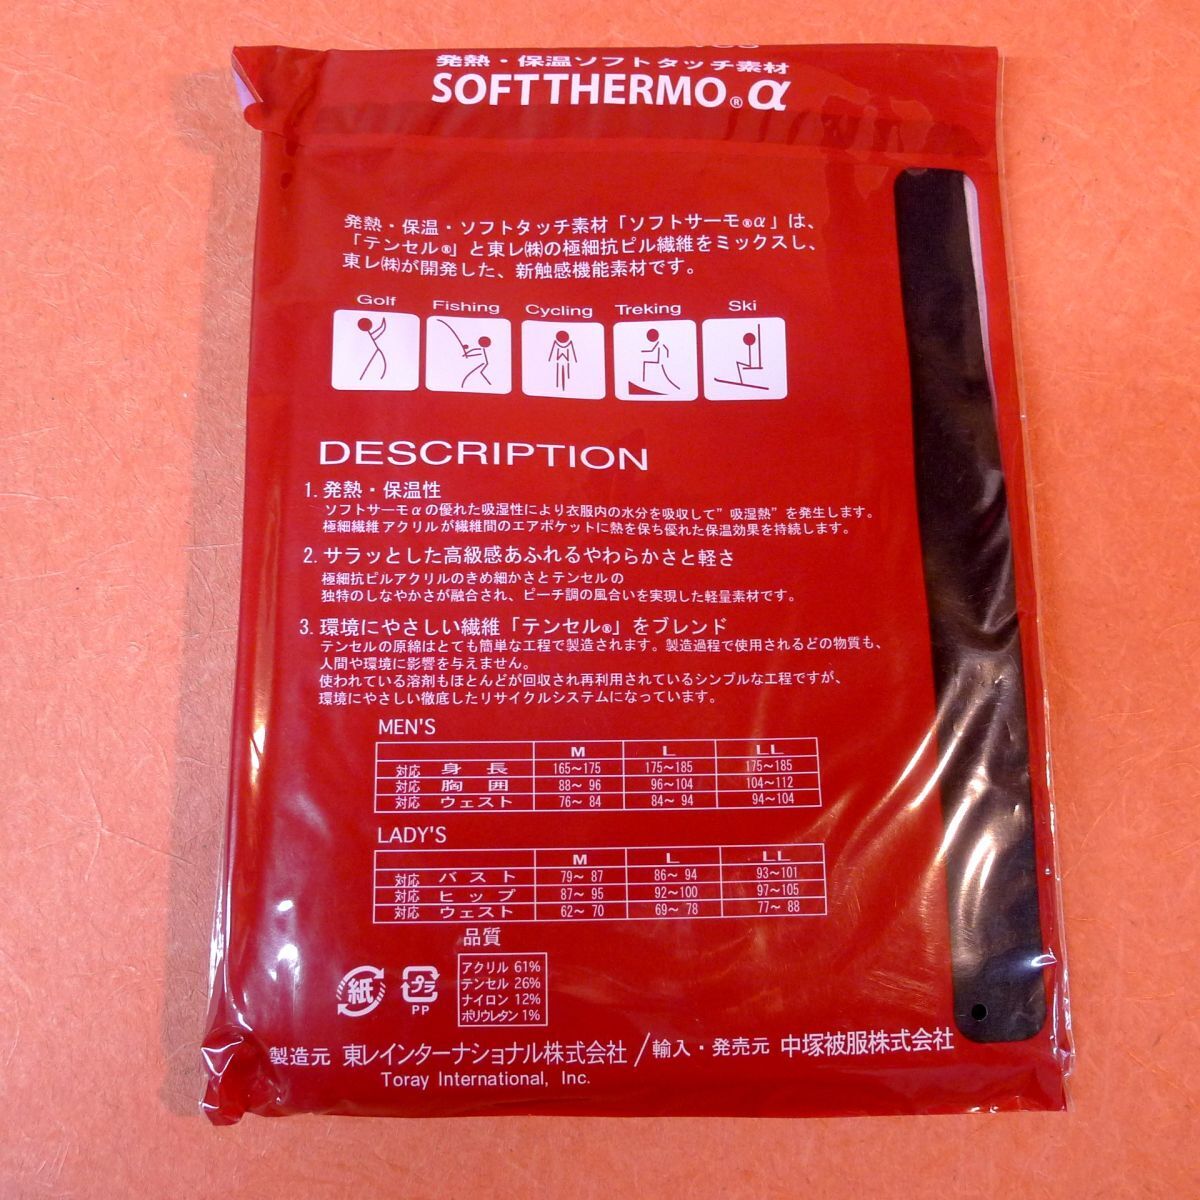 発熱・保温ソフトタッチ素材
SOFTTHERMO®α
発熱・保温・ソフトタッチ素材「ソフトサーモ®α」は、
「テンセル®」と東レ㈱の極細抗ピル繊維をミックスし、
東レ㈱が開発した、新触感機能素材です。
Golf Fishing Cycling Treking Ski
DESCRIPTION
1. 発熱・保温性
ソフトサーモαの優れた吸湿性により衣服内の水分を吸収して”吸湿熱”を発生します。
極細繊維アクリルが繊維間のエアポケットに熱を保ち優れた保温効果を持続します。
2. サラッとした高級感あふれるやわらかさと軽さ
極細抗ピルアクリルのきめ細かさとテンセルの
独特のしなやかさが融合され、ピーチ調の風合いを実現した軽量素材です。
3. 環境にやさしい繊維「テンセル®」をブレンド
テンセルの原綿はとても簡単な工程で製造されます。製造過程で使用されるどの物質も、
人間や環境に影響を与えません。
使われている溶剤もほとんどが回収され再利用されているシンプルな工程ですが、
環境にやさしい徹底したリサイクルシステムになっています。
MEN'S
M L LL
対応 身長 165～175 175～185 175～185
対応 胸囲 88～ 96 96～104 104～112
対応 ウェスト 76～ 84 84～ 94 94～104
LADY'S
M L LL
対応 バスト 79～ 87 86～ 94 93～101
対応 ヒップ 87～ 95 92～100 97～105
対応 ウェスト 62～ 70 69～ 78 77～ 88
品質
アクリル 61%
テンセル 26%
ナイロン 12%
ポリウレタン 1%
紙 プラ
PP
製造元 東レインターナショナル株式会社 / 輸入・発売元 中塚被服株式会社
Toray International, Inc.